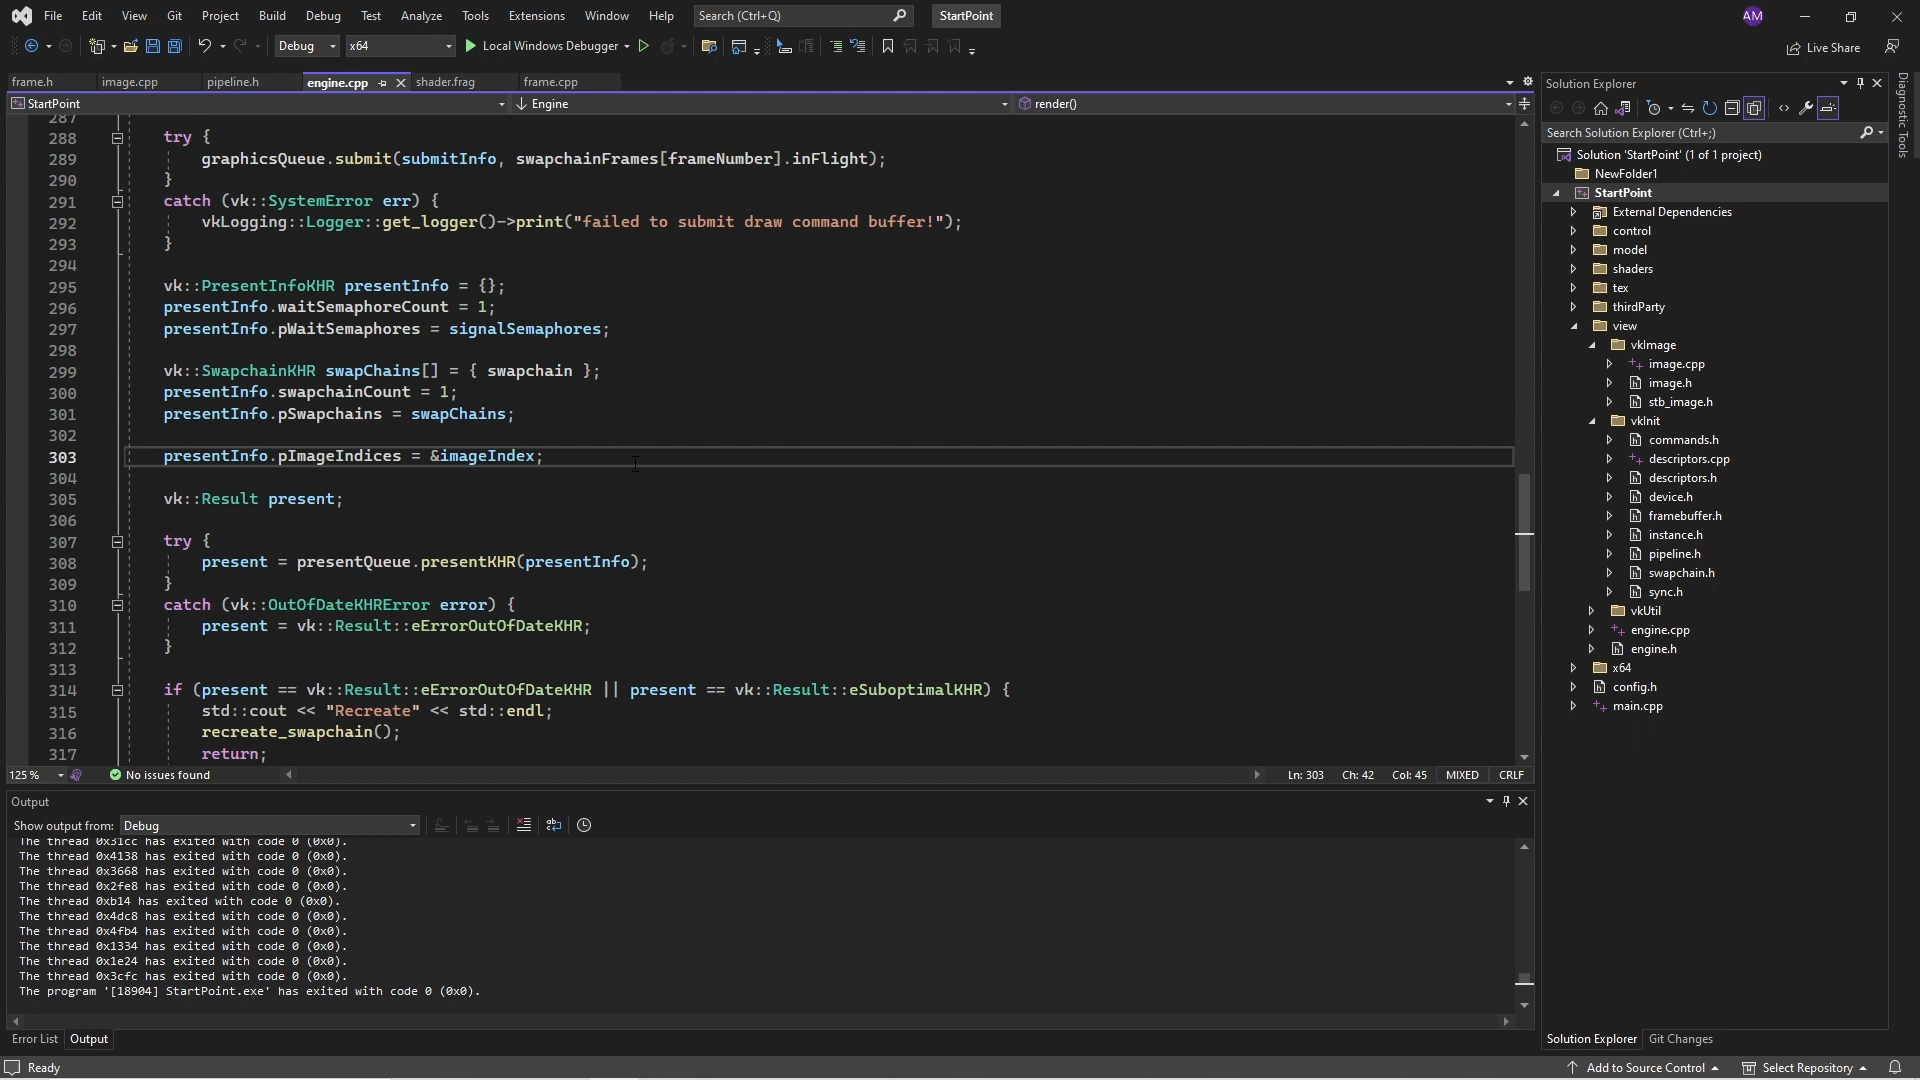 File Edit View Git Project Build Debug Test Analyze Tools Extensions Window Help Search (Ctrl+Q) StartPoint AM
Debug x64 Local Windows Debugger Live Share
frame.h image.cpp pipeline.h engine.cpp shader.frag frame.cpp
StartPoint Engine render()
287
288 try {
289 graphicsQueue.submit(submitInfo, swapchainFrames[frameNumber].inFlight);
290 }
291 catch (vk::SystemError err) {
292 vkLogging::Logger::get_logger()->print("failed to submit draw command buffer!");
293 }
294
295 vk::PresentInfoKHR presentInfo = {};
296 presentInfo.waitSemaphoreCount = 1;
297 presentInfo.pWaitSemaphores = signalSemaphores;
298
299 vk::SwapchainKHR swapChains[] = { swapchain };
300 presentInfo.swapchainCount = 1;
301 presentInfo.pSwapchains = swapChains;
302
303 presentInfo.pImageIndices = &imageIndex;
304
305 vk::Result present;
306
307 try {
308 present = presentQueue.presentKHR(presentInfo);
309 }
310 catch (vk::OutOfDateKHRError error) {
311 present = vk::Result::eErrorOutOfDateKHR;
312 }
313
314 if (present == vk::Result::eErrorOutOfDateKHR || present == vk::Result::eSuboptimalKHR) {
315 std::cout << "Recreate" << std::endl;
316 recreate_swapchain();
317 return;
125 % No issues found Ln: 303 Ch: 42 Col: 45 MIXED CRLF
Output
Show output from: Debug
The thread 0x31cc has exited with code 0 (0x0).
The thread 0x4138 has exited with code 0 (0x0).
The thread 0x3668 has exited with code 0 (0x0).
The thread 0x2fe8 has exited with code 0 (0x0).
The thread 0xb14 has exited with code 0 (0x0).
The thread 0x4dc8 has exited with code 0 (0x0).
The thread 0x4fb4 has exited with code 0 (0x0).
The thread 0x1334 has exited with code 0 (0x0).
The thread 0x1e24 has exited with code 0 (0x0).
The thread 0x3cfc has exited with code 0 (0x0).
The program '[18904] StartPoint.exe' has exited with code 0 (0x0).
Error List Output
Solution Explorer
Search Solution Explorer (Ctrl+;)
Solution 'StartPoint' (1 of 1 project)
NewFolder1
StartPoint
External Dependencies
control
model
shaders
tex
thirdParty
view
vkImage
image.cpp
image.h
stb_image.h
vkInit
commands.h
descriptors.cpp
descriptors.h
device.h
framebuffer.h
instance.h
pipeline.h
swapchain.h
sync.h
vkUtil
engine.cpp
engine.h
x64
config.h
main.cpp
Solution Explorer Git Changes
Diagnostic Tools
Ready Add to Source Control Select Repository